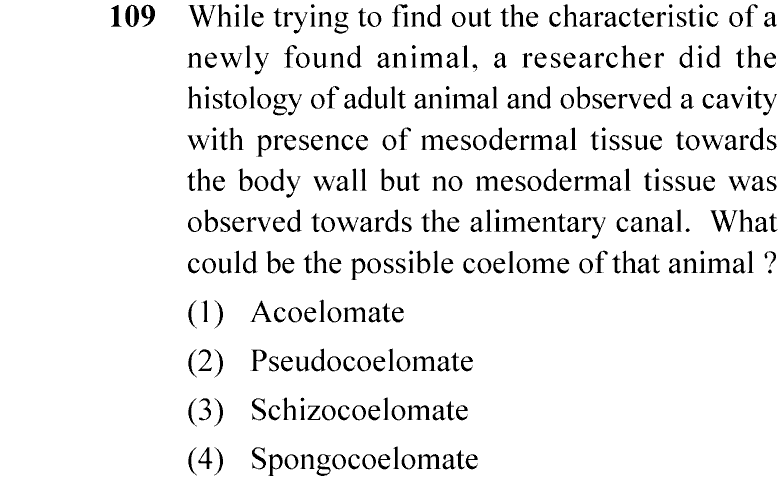 109 While trying to find out the characteristic of a
newly found animal, a researcher did the
histology of adult animal and observed a cavity
with presence of mesodermal tissue towards
the body wall but no mesodermal tissue was
observed towards the alimentary canal. What
could be the possible coelome of that animal ?
(1) Acoelomate
(2) Pseudocoelomate
(3) Schizocoelomate
(4) Spongocoelomate